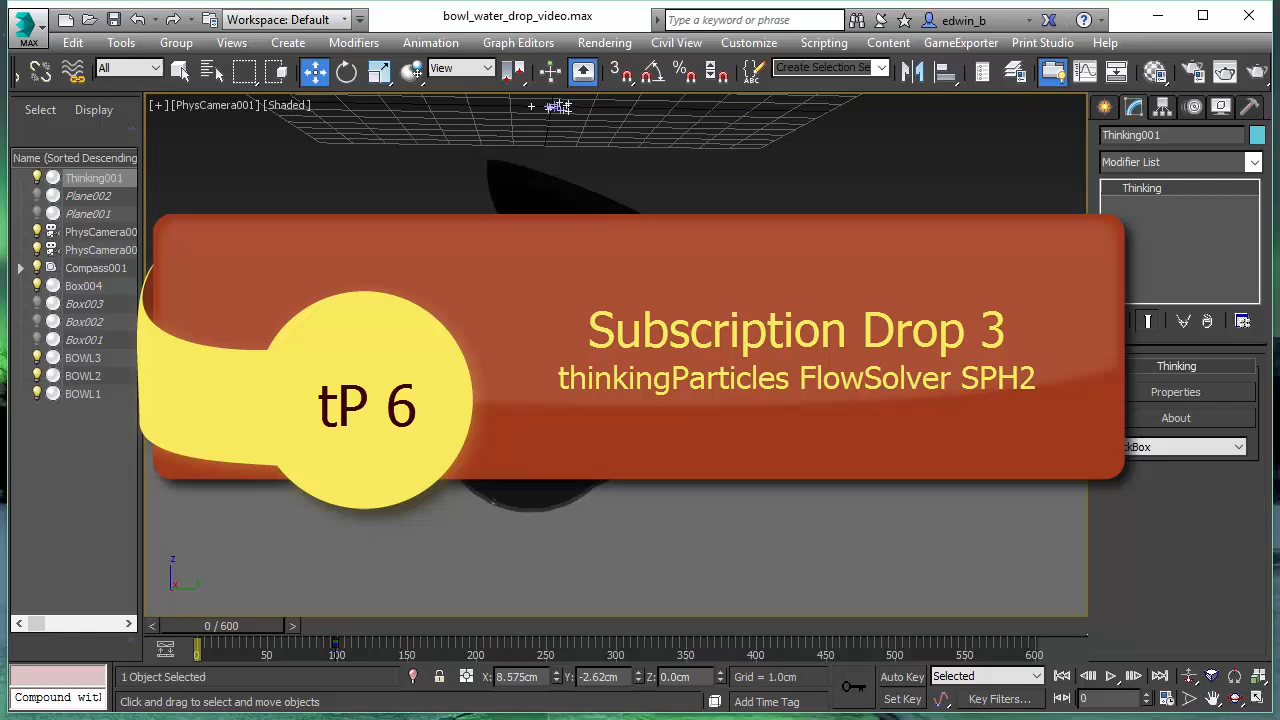 Workspace: Default
bowl_water_drop_video.max
Type a keyword or phrase
edwin_b
MAX
Edit Tools Group Views Create Modifiers Animation Graph Editors Rendering Civil View Customize Scripting Content GameExporter Print Studio Help
All
View
3
Create Selection Se
Select Display
[+] [PhysCamera001] [Shaded]
Name (Sorted Descending
Thinking001
Plane002
Plane001
PhysCamera00
PhysCamera00
Compass001
Box004
Box003
Box002
Box001
BOWL3
BOWL2
BOWL1
Subscription Drop 3
thinkingParticles FlowSolver SPH2
tP 6
Thinking001
Modifier List
Thinking
Thinking
Properties
About
ckBox
z
x
0 / 600
0 50 100 150 200 250 300 350 400 450 500 550 600
1 Object Selected
X: 8.575cm Y: -2.62cm Z: 0.0cm
Grid = 1.0cm
Auto Key
Selected
Compound witl
Click and drag to select and move objects
Add Time Tag
Set Key
Key Filters...
0